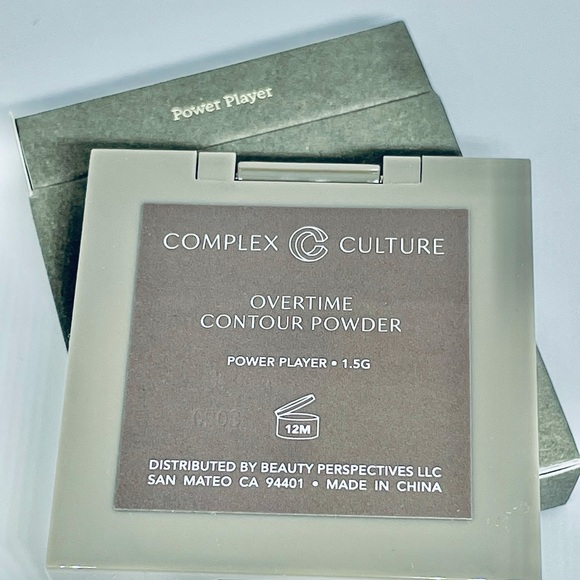 Power Player
COMPLEX CULTURE
OVERTIME
CONTOUR POWDER
POWER PLAYER • 1.5G
12M
DISTRIBUTED BY BEAUTY PERSPECTIVES LLC
SAN MATEO CA 94401 • MADE IN CHINA